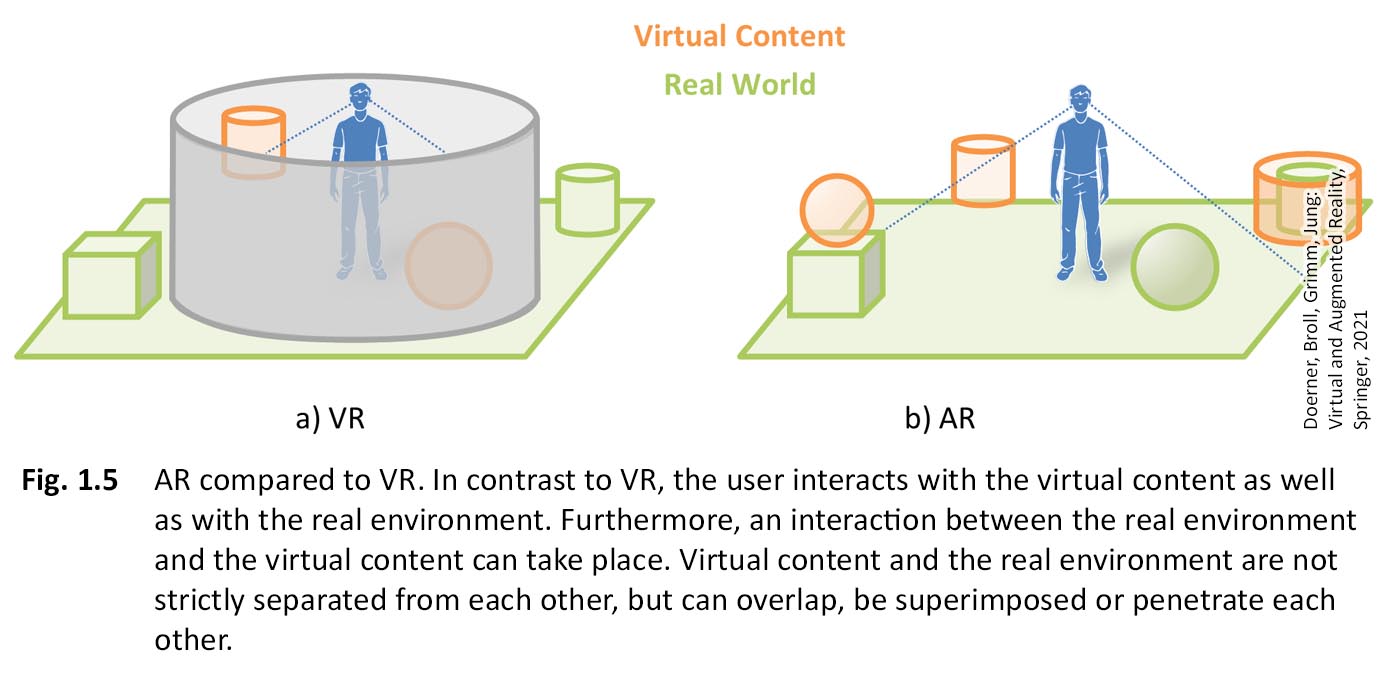 Virtual Content
Real World
a) VR
b) AR
Doerner, Broll, Grimm, Jung:
Virtual and Augmented Reality,
Springer, 2021
Fig. 1.5 AR compared to VR. In contrast to VR, the user interacts with the virtual content as well
as with the real environment. Furthermore, an interaction between the real environment
and the virtual content can take place. Virtual content and the real environment are not
strictly separated from each other, but can overlap, be superimposed or penetrate each
other.